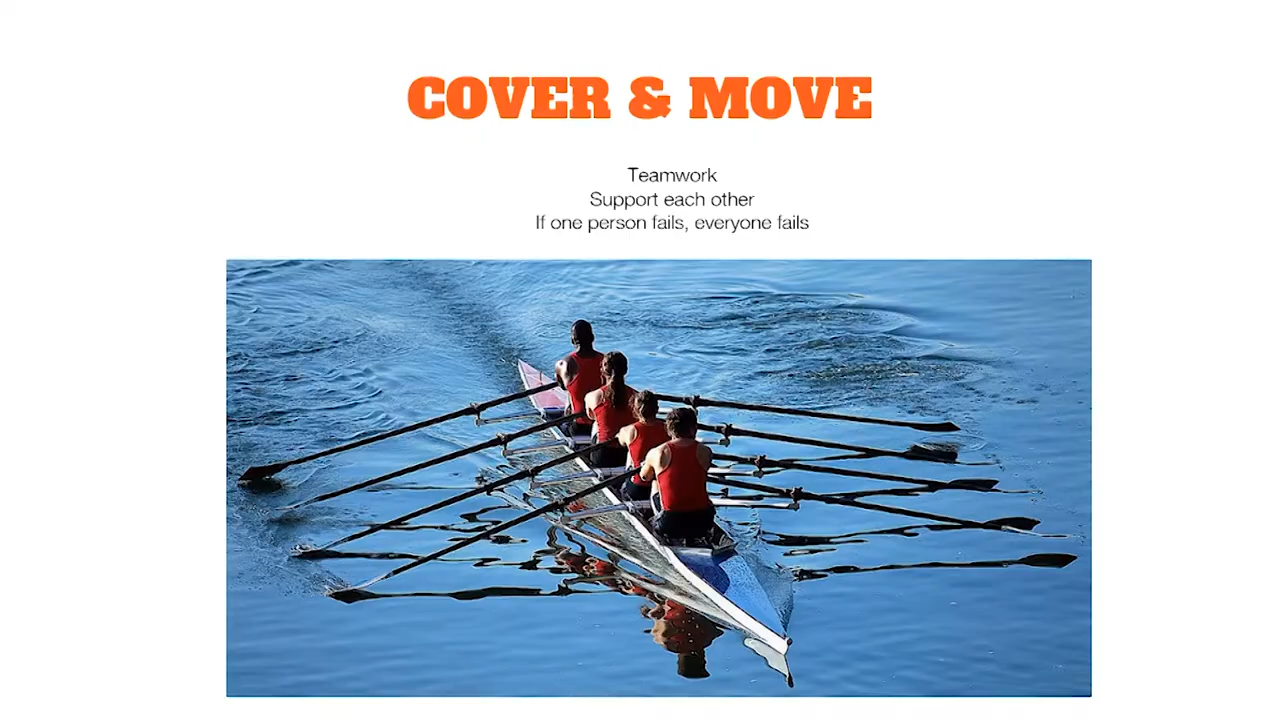 COVER & MOVE
Teamwork
Support each other
If one person fails, everyone fails